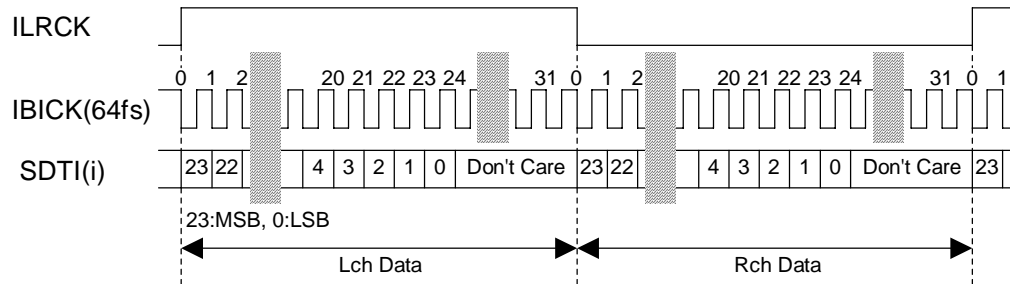 ILRCK
0 1 2 20 21 22 23 24 31 0 1 2 20 21 22 23 24 31 0 1
IBICK(64fs)
SDTI(i) 23 22 4 3 2 1 0 Don't Care 23 22 4 3 2 1 0 Don't Care 23
23:MSB, 0:LSB
Lch Data Rch Data